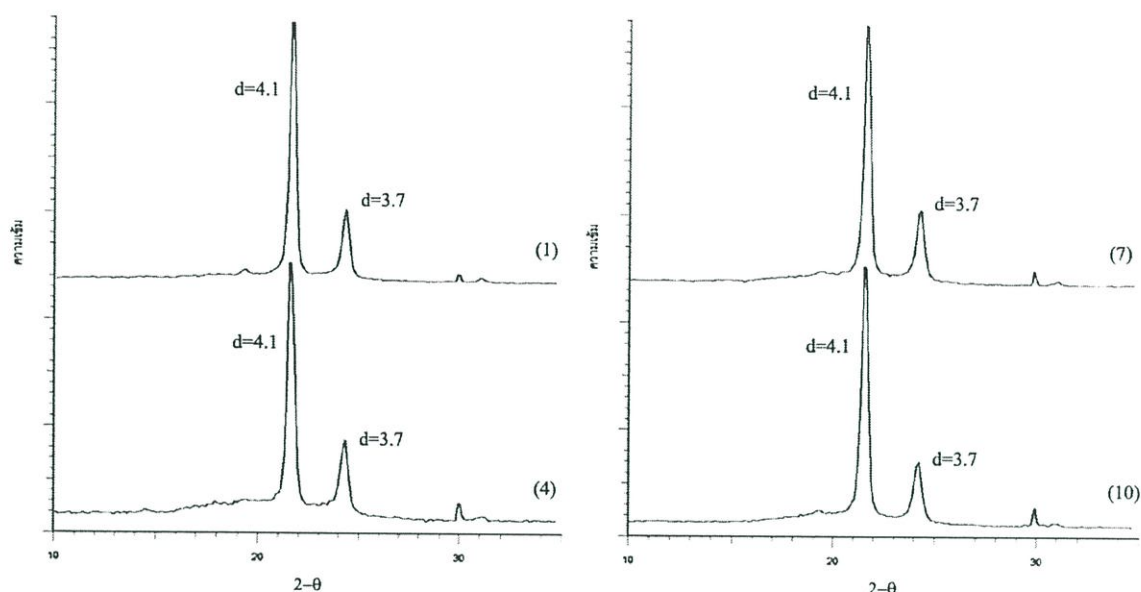 d=4.1
d=3.7
(1)
ความเข้ม
d=4.1
d=3.7
(4)
10 20 30
2–θ
d=4.1
d=3.7
(7)
ความเข้ม
d=4.1
d=3.7
(10)
10 20 30
2–θ